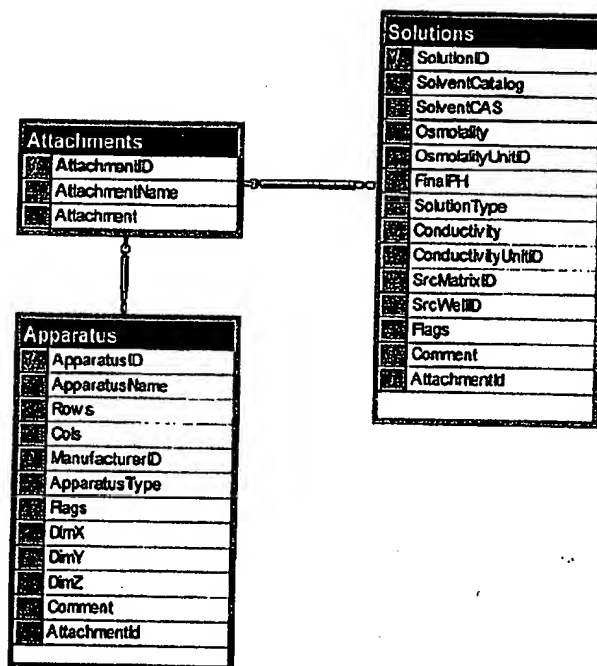 Attachments
AttachmentID
AttachmentName
Attachment
Solutions
SolutionID
SolventCatalog
SolventCAS
Osmolality
OsmolalityUnitID
FinalPH
SolutionType
Conductivity
ConductivityUnitID
SrcMatrixID
SrcWellID
Flags
Comment
AttachmentId
Apparatus
ApparatusID
ApparatusName
Rows
Cols
ManufacturerID
ApparatusType
Flags
DimX
DimY
DimZ
Comment
AttachmentId